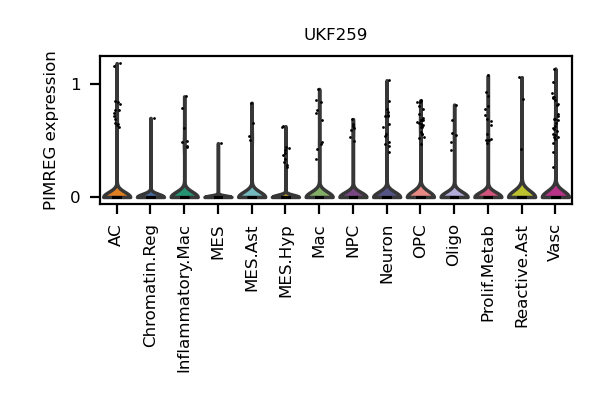 UKF259
PIMREG expression
1
0
AC
Chromatin.Reg
Inflammatory.Mac
MES
MES.Ast
MES.Hyp
Mac
NPC
Neuron
OPC
Oligo
Prolif.Metab
Reactive.Ast
Vasc